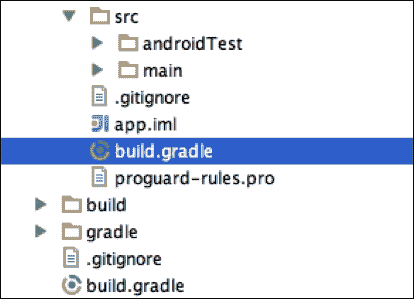 src
androidTest
main
.gitignore
app.iml
build.gradle
proguard-rules.pro
build
gradle
.gitignore
build.gradle